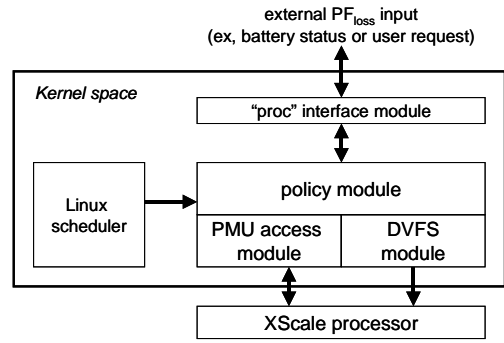 external PFloss input
(ex, battery status or user request)
Kernel space
“proc” interface module
Linux
scheduler
policy module
PMU access
module
DVFS
module
XScale processor